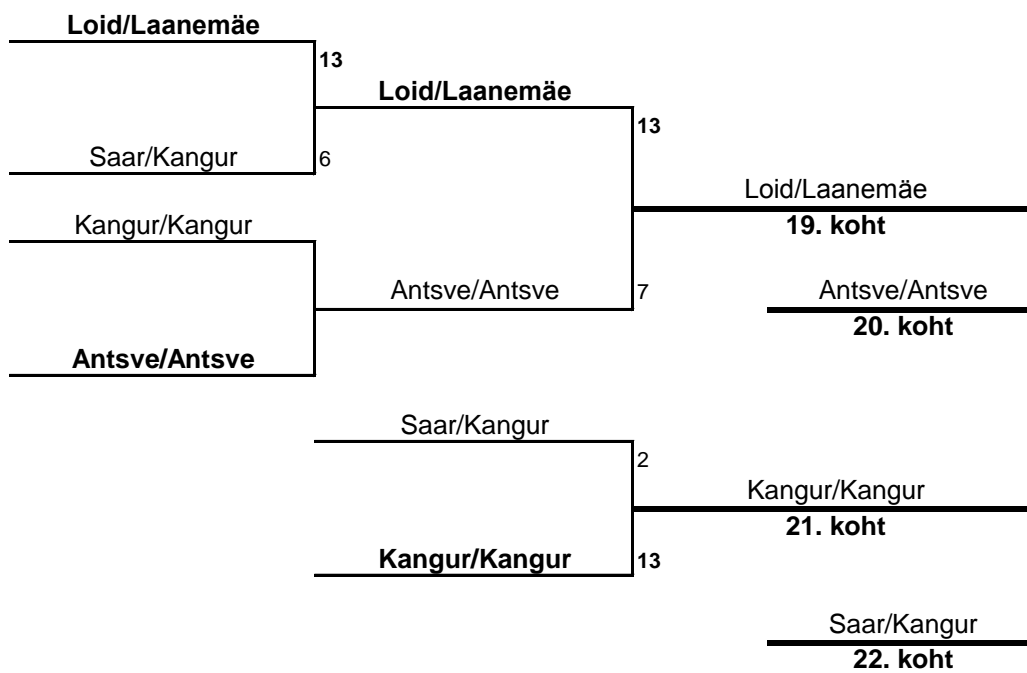 Loid/Laanemäe
13
Loid/Laanemäe
13
Saar/Kangur
6
Loid/Laanemäe
19. koht
Kangur/Kangur
Antsve/Antsve
7
Antsve/Antsve
20. koht
Antsve/Antsve
Saar/Kangur
2
Kangur/Kangur
21. koht
Kangur/Kangur
13
Saar/Kangur
22. koht